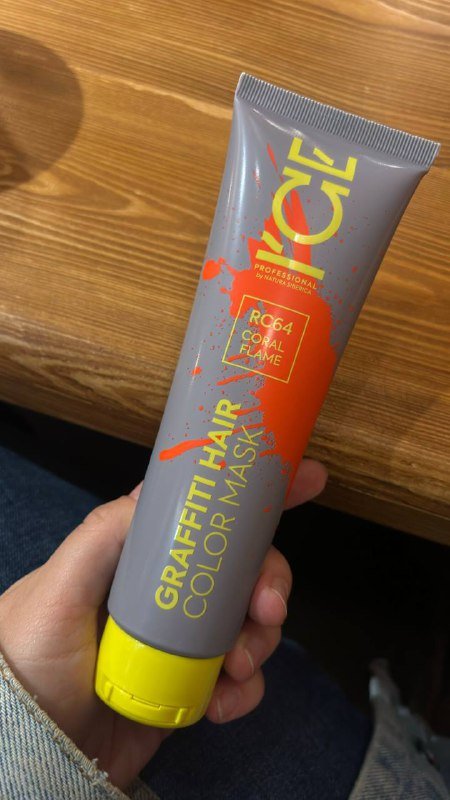 I'CE
PROFESSIONAL
by NATURA SIBERICA
RC64
CORAL
FLAME
GRAFFITI HAIR
COLOR MASK